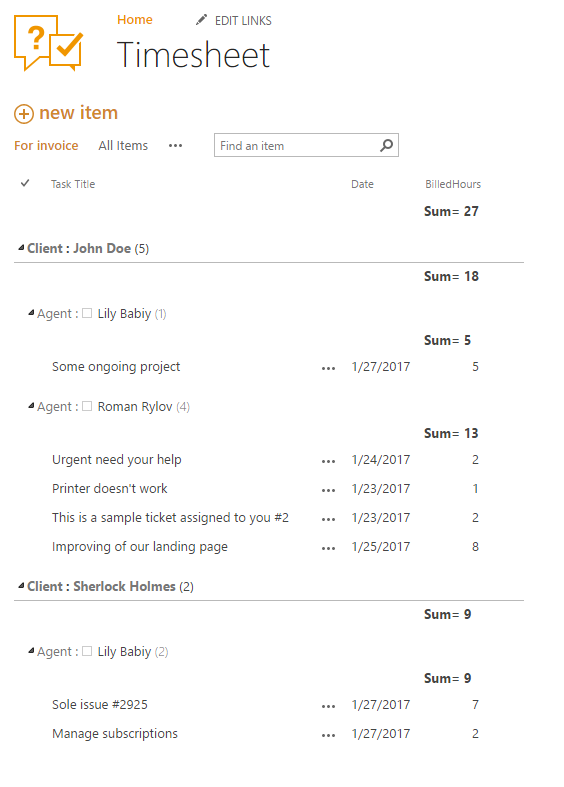 Home EDIT LINKS
Timesheet
new item
For invoice All Items ••• Find an item
Task Title Date BilledHours
Sum= 27
Client : John Doe (5)
Sum= 18
Agent : Lily Babiy (1)
Sum= 5
Some ongoing project ••• 1/27/2017 5
Agent : Roman Rylov (4)
Sum= 13
Urgent need your help ••• 1/24/2017 2
Printer doesn't work ••• 1/23/2017 1
This is a sample ticket assigned to you #2 ••• 1/23/2017 2
Improving of our landing page ••• 1/25/2017 8
Client : Sherlock Holmes (2)
Sum= 9
Agent : Lily Babiy (2)
Sum= 9
Sole issue #2925 ••• 1/27/2017 7
Manage subscriptions ••• 1/27/2017 2